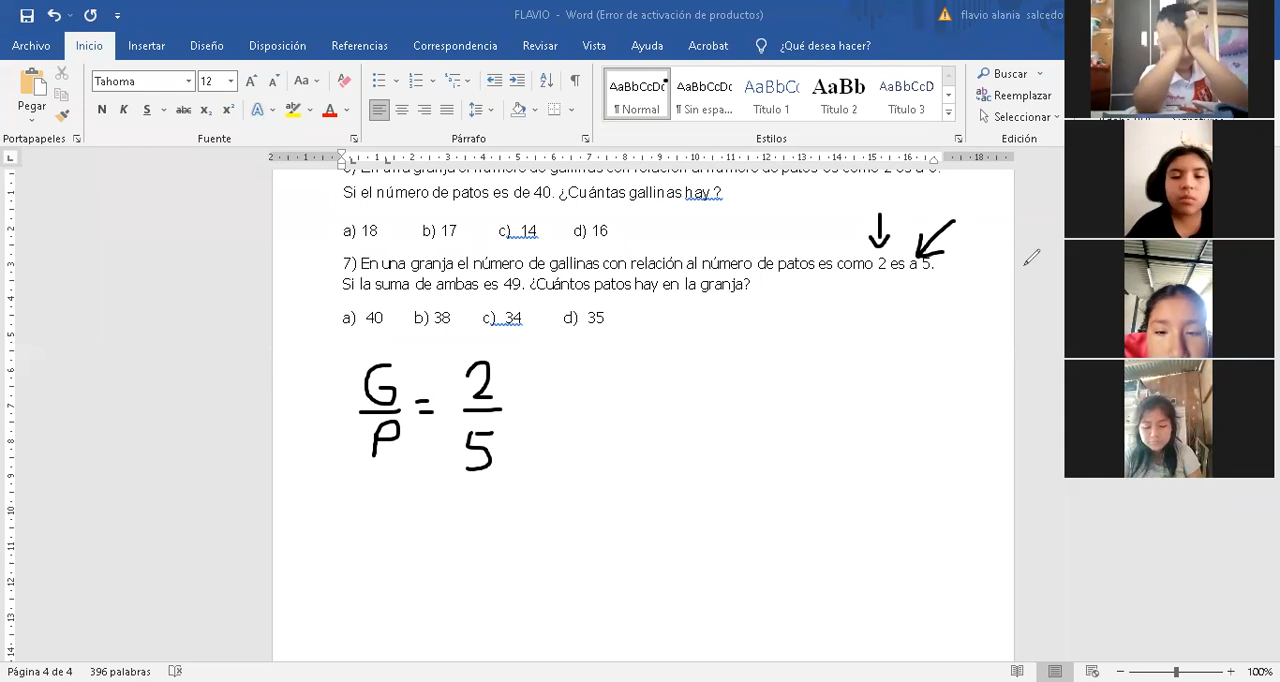 FLAVIO - Word (Error de activación de productos)
flavio alania salcedo
Archivo Inicio Insertar Diseño Disposición Referencias Correspondencia Revisar Vista Ayuda Acrobat ¿Qué desea hacer?
Pegar
Tahoma 12
N K S abc x₂ x²
AaBbCcDc AaBbCcDc AaBbCc AaBb AaBbCcD
¶ Normal ¶ Sin espa... Título 1 Título 2 Título 3
Buscar
Reemplazar
Seleccionar
Portapapeles Fuente Párrafo Estilos Edición
Si el número de patos es de 40. ¿Cuántas gallinas hay ?
a) 18 b) 17 c) 14 d) 16
7) En una granja el número de gallinas con relación al número de patos es como 2 es a 5.
Si la suma de ambas es 49. ¿Cuántos patos hay en la granja?
a) 40 b) 38 c) 34 d) 35
G/P = 2/5
Página 4 de 4 396 palabras 100%